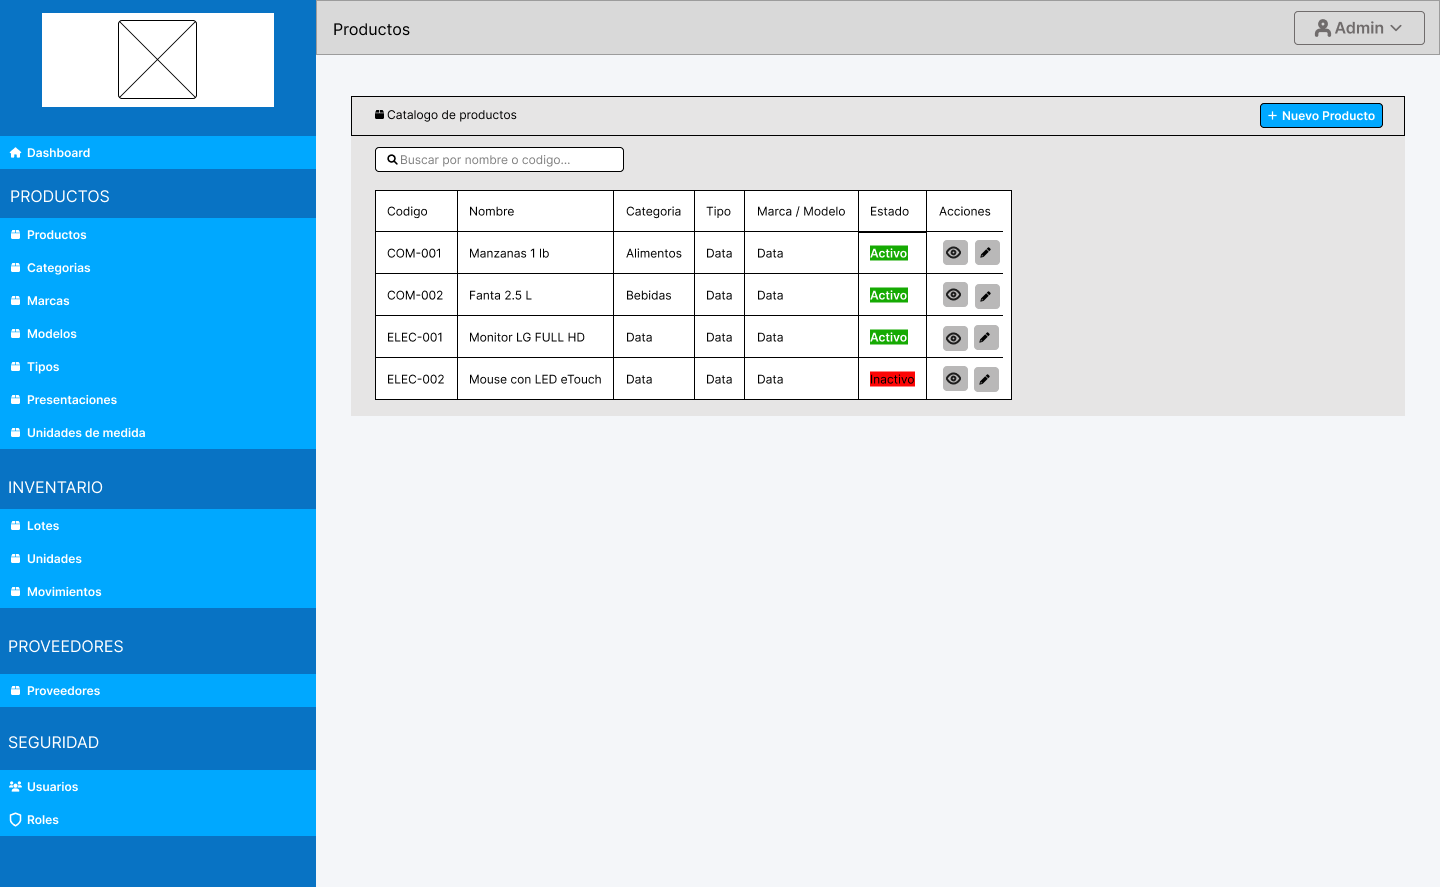 Productos
Admin
Dashboard
PRODUCTOS
Productos
Categorias
Marcas
Modelos
Tipos
Presentaciones
Unidades de medida
INVENTARIO
Lotes
Unidades
Movimientos
PROVEEDORES
Proveedores
SEGURIDAD
Usuarios
Roles
Catalogo de productos
+ Nuevo Producto
Buscar por nombre o codigo...
Codigo Nombre Categoria Tipo Marca / Modelo Estado Acciones
COM-001 Manzanas 1 lb Alimentos Data Data Activo
COM-002 Fanta 2.5 L Bebidas Data Data Activo
ELEC-001 Monitor LG FULL HD Data Data Data Activo
ELEC-002 Mouse con LED eTouch Data Data Data Inactivo